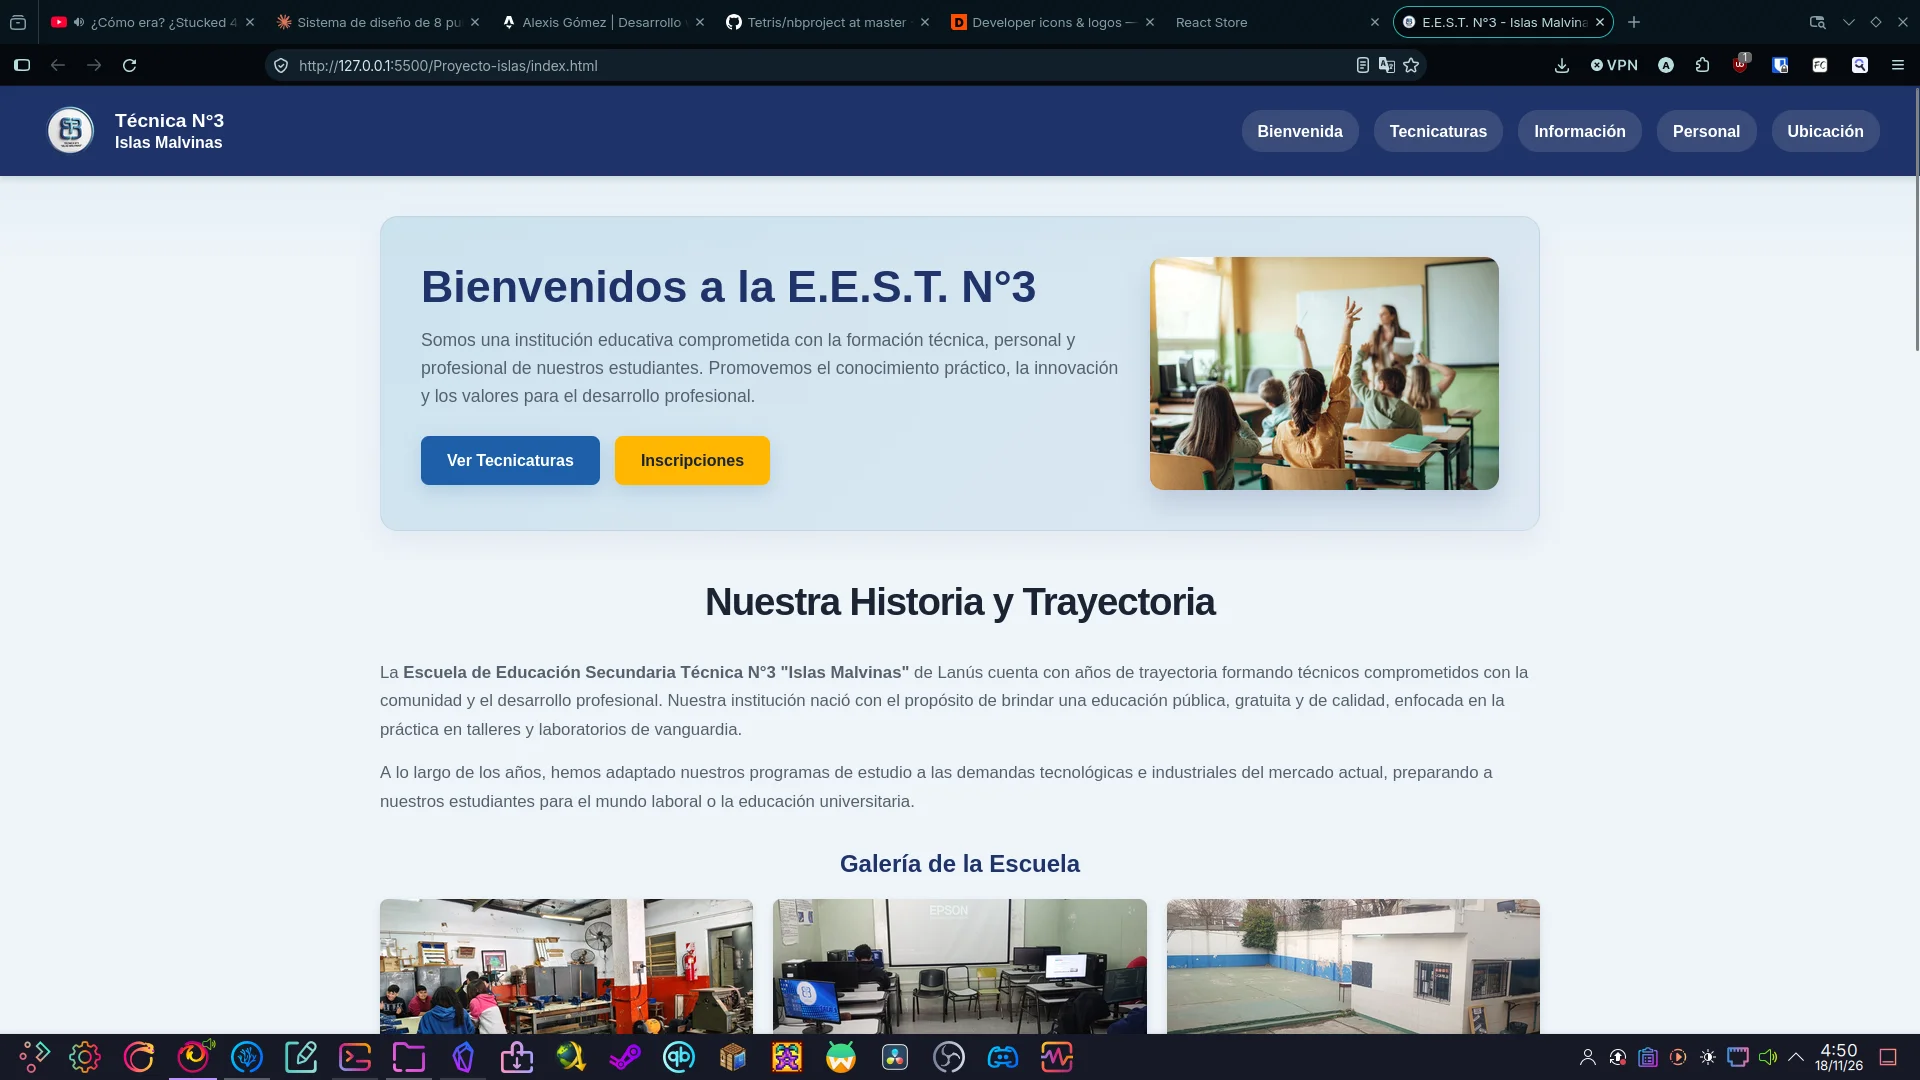 ¿Cómo era? ¿Stucked 4
Sistema de diseño de 8 pu
Alexis Gómez | Desarrollo
Tetris/nbproject at master
Developer icons & logos —
React Store
E.E.S.T. N°3 - Islas Malvina
http://127.0.0.1:5500/Proyecto-islas/index.html
VPN
1
Técnica N°3
Islas Malvinas
Bienvenida
Tecnicaturas
Información
Personal
Ubicación
Bienvenidos a la E.E.S.T. N°3
Somos una institución educativa comprometida con la formación técnica, personal y
profesional de nuestros estudiantes. Promovemos el conocimiento práctico, la innovación
y los valores para el desarrollo profesional.
Ver Tecnicaturas
Inscripciones
Nuestra Historia y Trayectoria
La Escuela de Educación Secundaria Técnica N°3 "Islas Malvinas" de Lanús cuenta con años de trayectoria formando técnicos comprometidos con la
comunidad y el desarrollo profesional. Nuestra institución nació con el propósito de brindar una educación pública, gratuita y de calidad, enfocada en la
práctica en talleres y laboratorios de vanguardia.
A lo largo de los años, hemos adaptado nuestros programas de estudio a las demandas tecnológicas e industriales del mercado actual, preparando a
nuestros estudiantes para el mundo laboral o la educación universitaria.
Galería de la Escuela
EPSON
qb
4:50
18/11/26